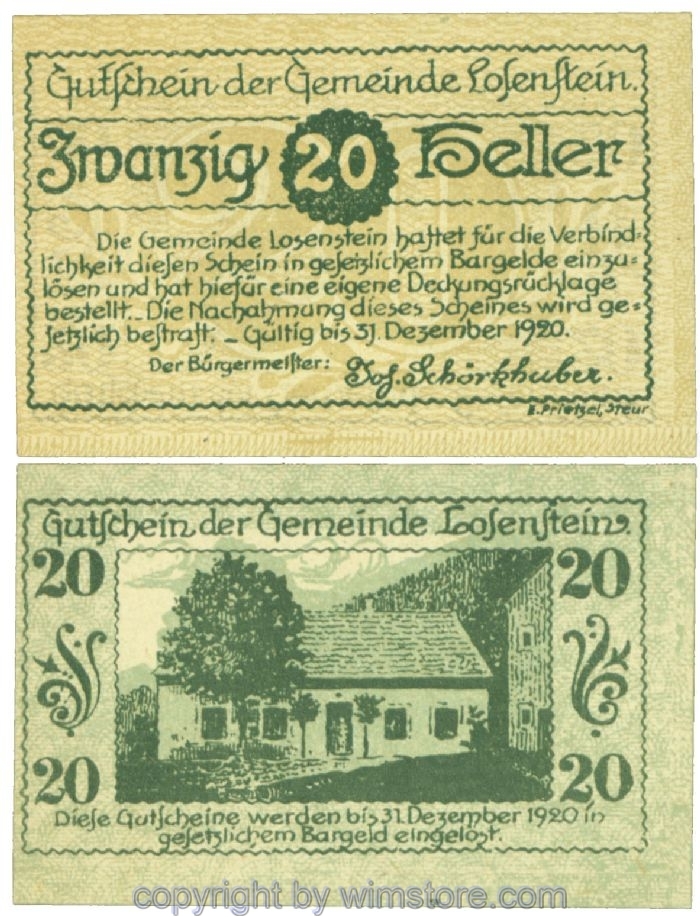 Gutſchein der Gemeinde Loſenſtein.
Zwanzig 20 Heller
Die Gemeinde Losenstein haftet für die Verbind-
lichkeit dieſen Schein in geſetzlichem Bargelde einzu-
lösen und hat hiefür eine eigene Deckungsrücklage
bestellt. – Die Nachahmung dieses Scheines wird ge-
ſetzlich beſtraft. – Gültig bis 31. Dezember 1920.
Der Bürgermeiſter: Joſ. Schörkhuber.
E. Prietzel, Steyr
Gutſchein der Gemeinde Loſenſtein
20 20
20 20
Dieſe Gutſcheine werden bis 31. Dezember 1920 in
geſetzlichem Bargeld eingelöst.
copyright by wimstore.com